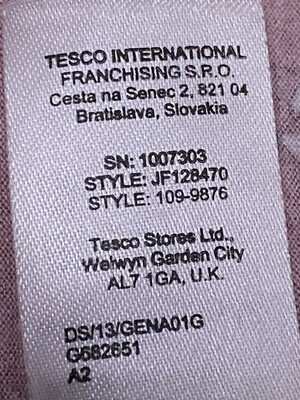 TESCO INTERNATIONAL
FRANCHISING S.R.O.
Cesta na Senec 2, 821 04
Bratislava, Slovakia
SN: 1007303
STYLE: JF128470
STYLE: 109-9876
Tesco Stores Ltd.,
Welwyn Garden City
AL7 1GA, U.K.
DS/13/GENA01G
G682651
A2